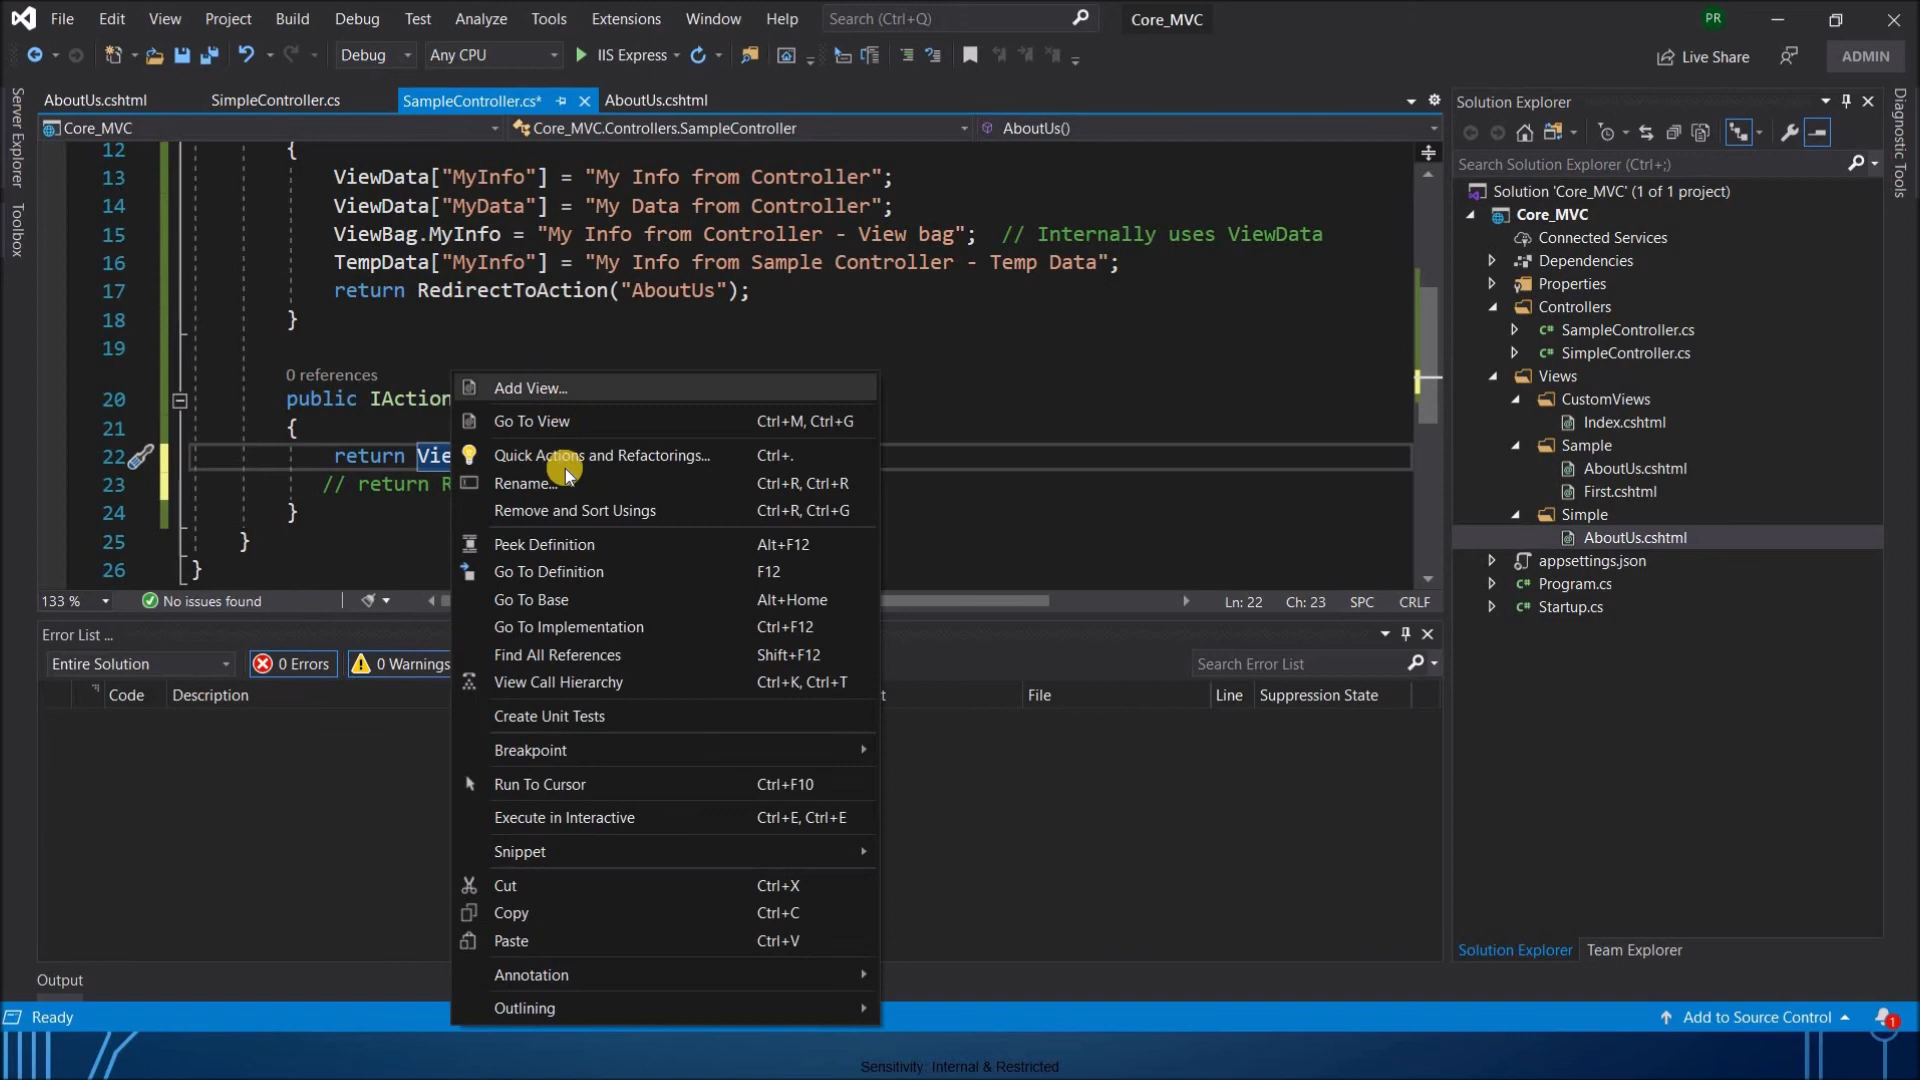 File Edit View Project Build Debug Test Analyze Tools Extensions Window Help Search (Ctrl+Q) Core_MVC PR
Debug Any CPU IIS Express Live Share ADMIN
Server Explorer
Toolbox
AboutUs.cshtml SimpleController.cs SampleController.cs* AboutUs.cshtml
Core_MVC Core_MVC.Controllers.SampleController AboutUs()
12 {
13 ViewData["MyInfo"] = "My Info from Controller";
14 ViewData["MyData"] = "My Data from Controller";
15 ViewBag.MyInfo = "My Info from Controller - View bag"; // Internally uses ViewData
16 TempData["MyInfo"] = "My Info from Sample Controller - Temp Data";
17 return RedirectToAction("AboutUs");
18 }
19
0 references
20 public IAction
21 {
22 return Vie
23 // return R
24 }
25 }
26 }
133 % No issues found Ln: 22 Ch: 23 SPC CRLF
Add View...
Go To View Ctrl+M, Ctrl+G
Quick Actions and Refactorings... Ctrl+.
Rename... Ctrl+R, Ctrl+R
Remove and Sort Usings Ctrl+R, Ctrl+G
Peek Definition Alt+F12
Go To Definition F12
Go To Base Alt+Home
Go To Implementation Ctrl+F12
Find All References Shift+F12
View Call Hierarchy Ctrl+K, Ctrl+T
Create Unit Tests
Breakpoint
Run To Cursor Ctrl+F10
Execute in Interactive Ctrl+E, Ctrl+E
Snippet
Cut Ctrl+X
Copy Ctrl+C
Paste Ctrl+V
Annotation
Outlining
Error List ...
Entire Solution 0 Errors 0 Warnings Search Error List
Code Description t File Line Suppression State
Output
Solution Explorer
Search Solution Explorer (Ctrl+;)
Solution 'Core_MVC' (1 of 1 project)
Core_MVC
Connected Services
Dependencies
Properties
Controllers
C# SampleController.cs
C# SimpleController.cs
Views
CustomViews
Index.cshtml
Sample
AboutUs.cshtml
First.cshtml
Simple
AboutUs.cshtml
appsettings.json
C# Program.cs
C# Startup.cs
Solution Explorer Team Explorer
Diagnostic Tools
Ready Add to Source Control 1
Sensitivity: Internal & Restricted